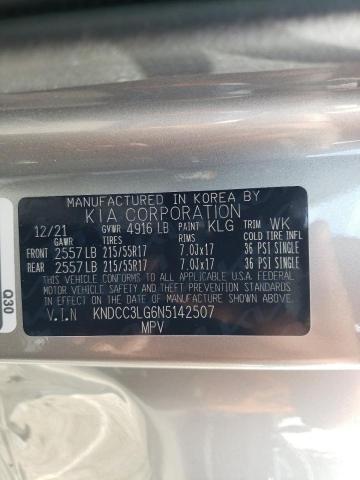 MANUFACTURED IN KOREA BY
KIA CORPORATION
12/21 GVWR 4916 LB PAINT KLG TRIM WK
TIRES RIMS COLD TIRE INFL
FRONT 2557 LB 215/55R17 7.0Jx17 36 PSI SINGLE
REAR 2557 LB 215/55R17 7.0Jx17 36 PSI SINGLE
THIS VEHICLE CONFORMS TO ALL APPLICABLE U.S.A. FEDERAL
MOTOR VEHICLE SAFETY AND THEFT PREVENTION STANDARDS
IN EFFECT ON THE DATE OF MANUFACTURE SHOWN ABOVE.
V.I.N KNDCC3LG6N5142507
MPV
Q30